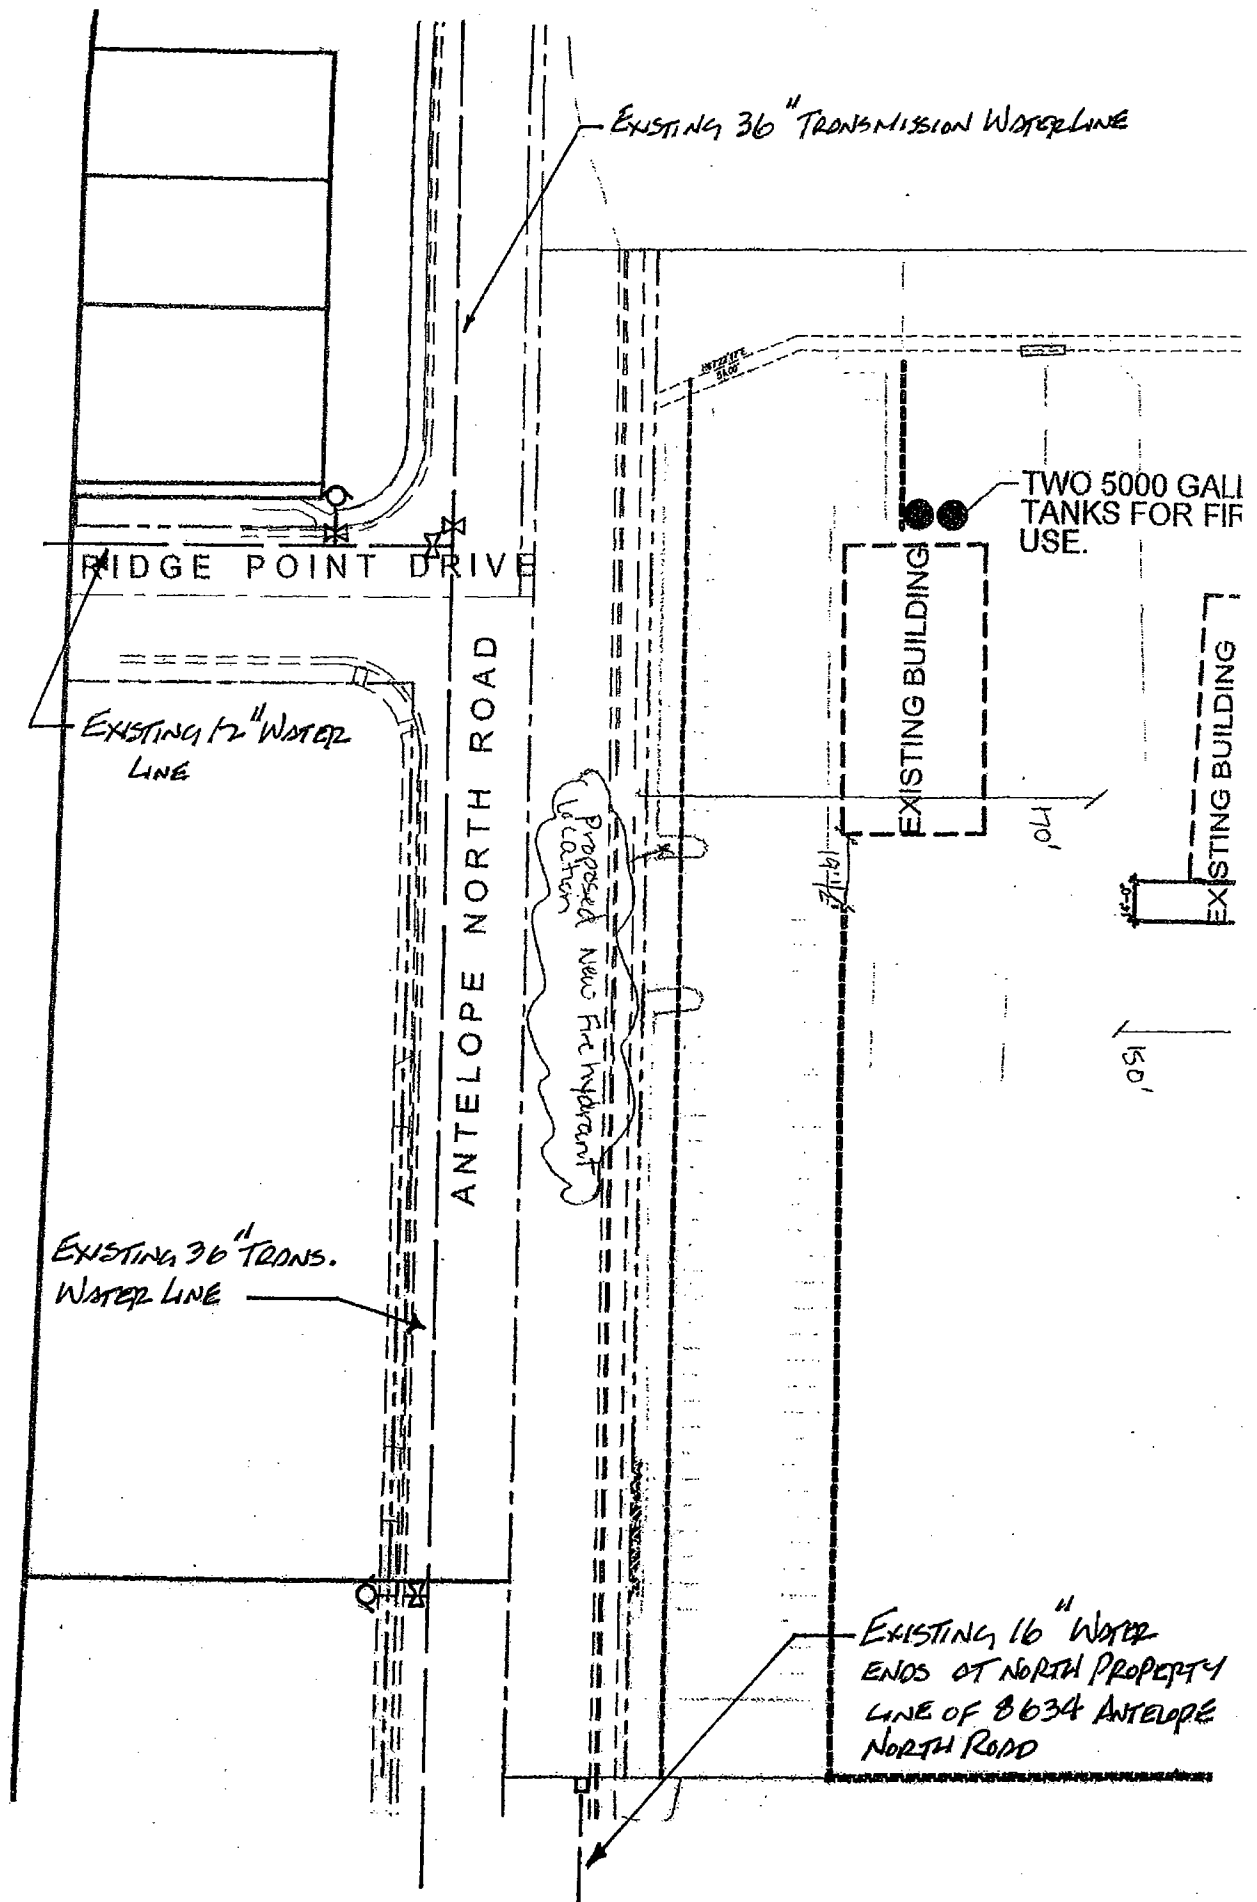 EXISTING 36" TRANSMISSION WATERLINE
TWO 5000 GALL
TANKS FOR FIR
USE.
RIDGE POINT DRIVE
EXISTING 12" WATER
LINE
ANTELOPE NORTH ROAD
EXISTING BUILDING
EXISTING BUILDING
170'
Proposed New Fire hydrant
Location
16'-0"
150'
EXISTING 36" TRANS.
WATER LINE
EXISTING 16" WATER
ENDS AT NORTH PROPERTY
LINE OF 8634 ANTELOPE
NORTH ROAD